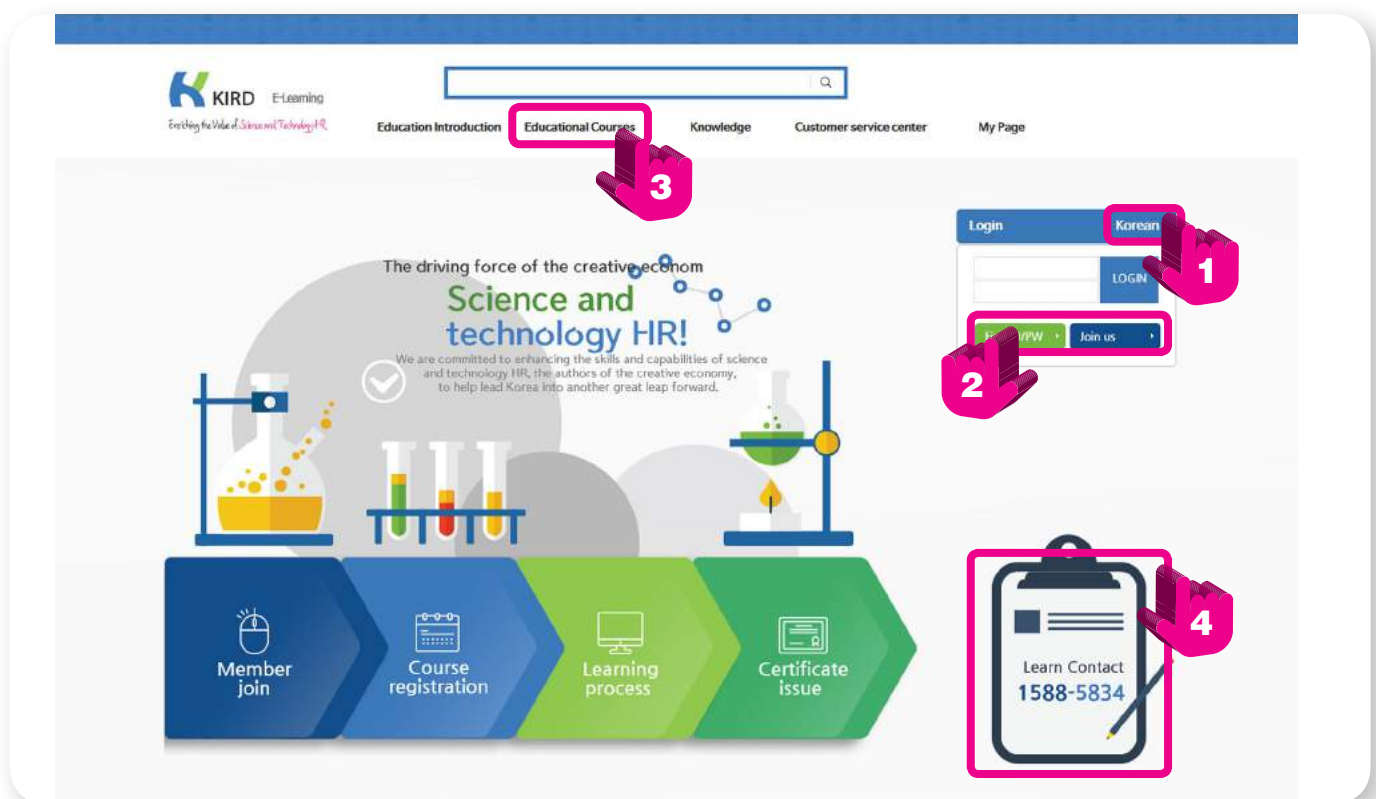 KIRD E-Learning
Enriching the Value of Science and Technology HR
Education Introduction Educational Courses Knowledge Customer service center My Page
3
Login Korean
1
LOGIN
/PW Join us
2
The driving force of the creative econom
Science and
technology HR!
We are committed to enhancing the skills and capabilities of science
and technology HR, the authors of the creative economy,
to help lead Korea into another great leap forward.
Member
join
Course
registration
Learning
process
Certificate
issue
4
Learn Contact
1588-5834